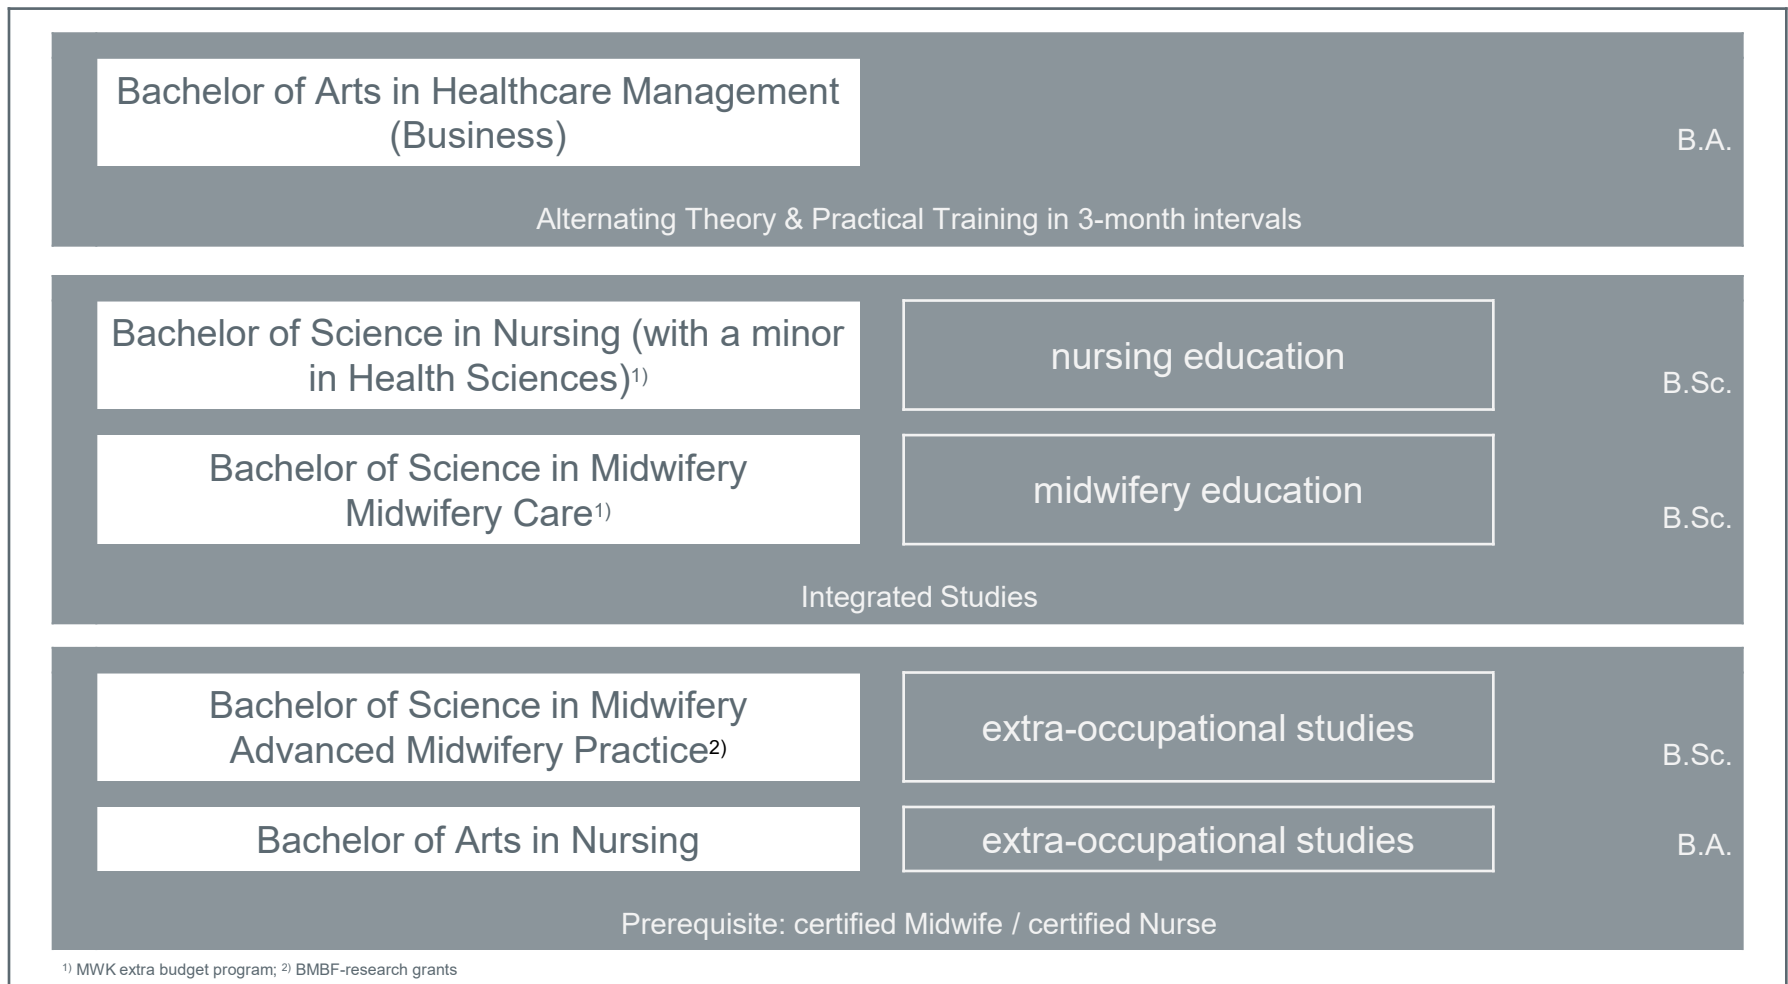 Bachelor of Arts in Healthcare Management
(Business)
B.A.
Alternating Theory & Practical Training in 3-month intervals
Bachelor of Science in Nursing (with a minor
in Health Sciences)1)
nursing education
B.Sc.
Bachelor of Science in Midwifery
Midwifery Care1)
midwifery education
B.Sc.
Integrated Studies
Bachelor of Science in Midwifery
Advanced Midwifery Practice2)
extra-occupational studies
B.Sc.
Bachelor of Arts in Nursing
extra-occupational studies
B.A.
Prerequisite: certified Midwife / certified Nurse
1) MWK extra budget program; 2) BMBF-research grants